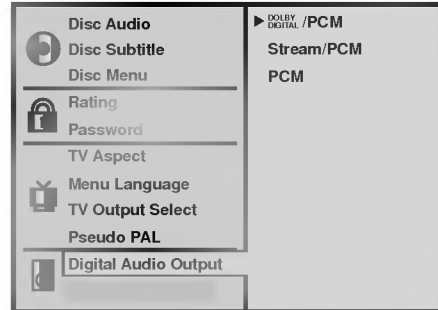 Disc Audio
Disc Subtitle
Disc Menu
Rating
Password
TV Aspect
Menu Language
TV Output Select
Pseudo PAL
Digital Audio Output
DOLBY DIGITAL /PCM
Stream/PCM
PCM